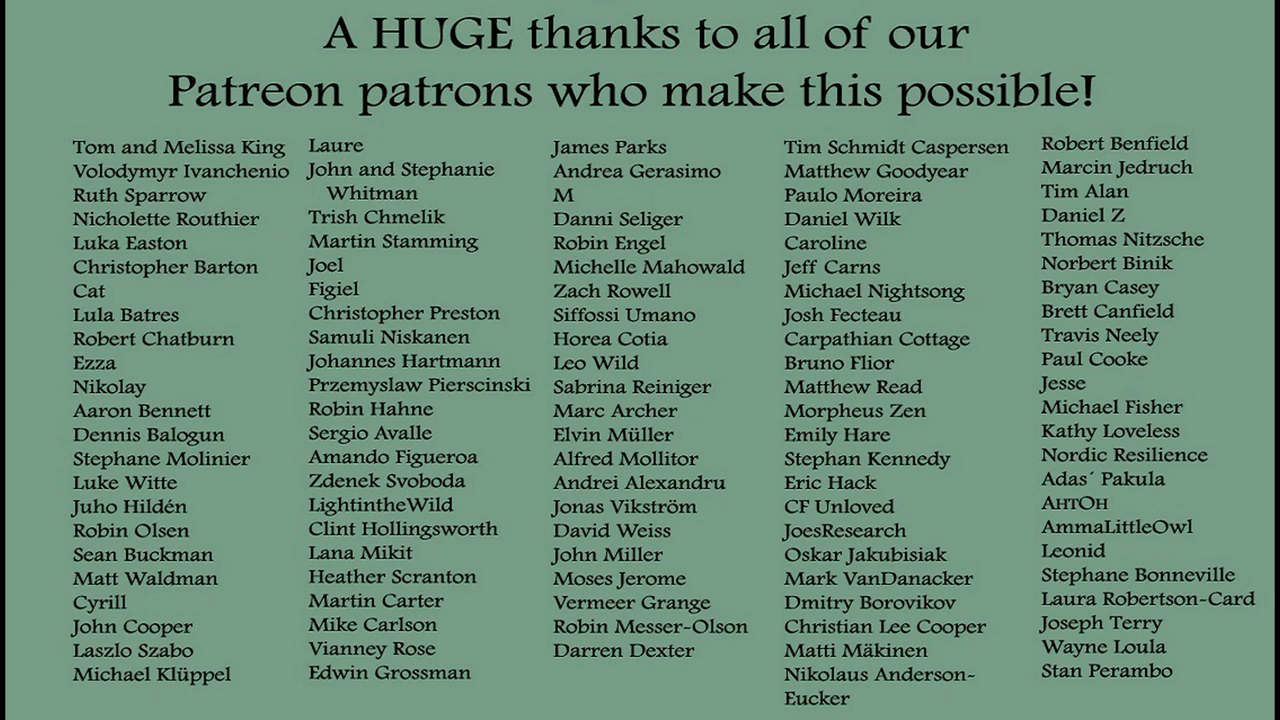 A HUGE thanks to all of our
Patreon patrons who make this possible!
Tom and Melissa King
Volodymyr Ivanchenio
Ruth Sparrow
Nicholette Routhier
Luka Easton
Christopher Barton
Cat
Lula Batres
Robert Chatburn
Ezza
Nikolay
Aaron Bennett
Dennis Balogun
Stephane Molinier
Luke Witte
Juho Hildén
Robin Olsen
Sean Buckman
Matt Waldman
Cyrill
John Cooper
Laszlo Szabo
Michael Klüppel
Laure
John and Stephanie
Whitman
Trish Chmelik
Martin Stamming
Joel
Figiel
Christopher Preston
Samuli Niskanen
Johannes Hartmann
Przemyslaw Pierscinski
Robin Hahne
Sergio Avalle
Amando Figueroa
Zdenek Svoboda
LightintheWild
Clint Hollingsworth
Lana Mikit
Heather Scranton
Martin Carter
Mike Carlson
Vianney Rose
Edwin Grossman
James Parks
Andrea Gerasimo
M
Danni Seliger
Robin Engel
Michelle Mahowald
Zach Rowell
Siffossi Umano
Horea Cotia
Leo Wild
Sabrina Reiniger
Marc Archer
Elvin Müller
Alfred Mollitor
Andrei Alexandru
Jonas Vikström
David Weiss
John Miller
Moses Jerome
Vermeer Grange
Robin Messer-Olson
Darren Dexter
Tim Schmidt Caspersen
Matthew Goodyear
Paulo Moreira
Daniel Wilk
Caroline
Jeff Carns
Michael Nightsong
Josh Fecteau
Carpathian Cottage
Bruno Flior
Matthew Read
Morpheus Zen
Emily Hare
Stephan Kennedy
Eric Hack
CF Unloved
JoesResearch
Oskar Jakubisiak
Mark VanDanacker
Dmitry Borovikov
Christian Lee Cooper
Matti Mäkinen
Nikolaus Anderson-
Eucker
Robert Benfield
Marcin Jedruch
Tim Alan
Daniel Z
Thomas Nitzsche
Norbert Binik
Bryan Casey
Brett Canfield
Travis Neely
Paul Cooke
Jesse
Michael Fisher
Kathy Loveless
Nordic Resilience
Adas´ Pakula
Антон
AmmaLittleOwl
Leonid
Stephane Bonneville
Laura Robertson-Card
Joseph Terry
Wayne Loula
Stan Perambo